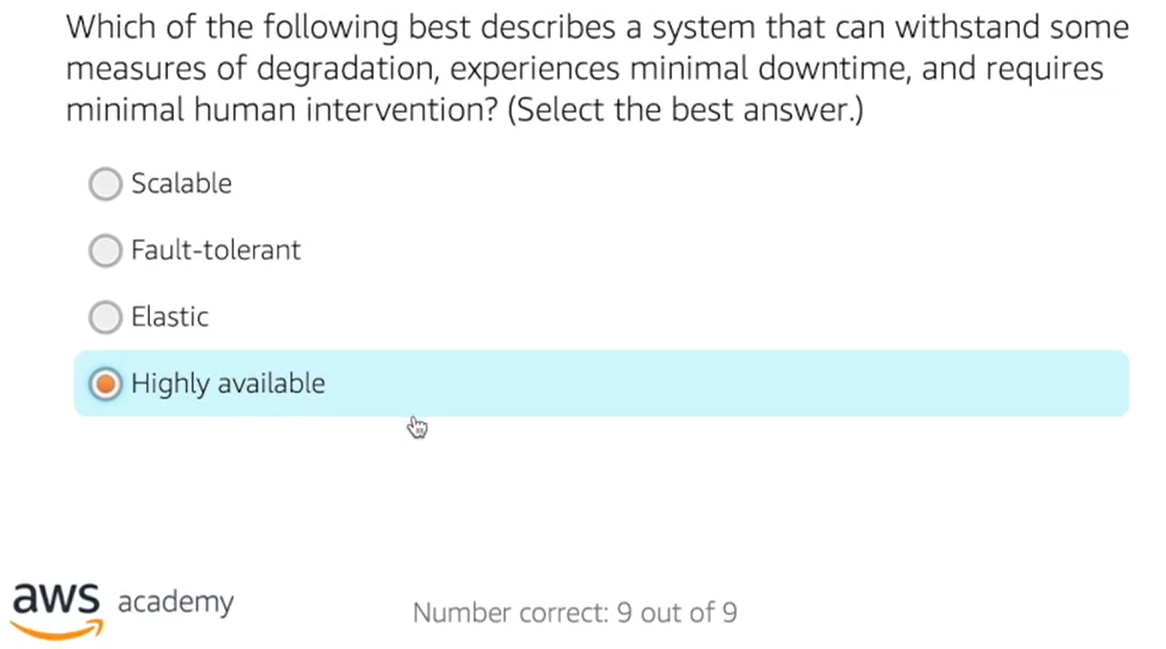 Which of the following best describes a system that can withstand some
measures of degradation, experiences minimal downtime, and requires
minimal human intervention? (Select the best answer.)
Scalable
Fault-tolerant
Elastic
Highly available
aws academy
Number correct: 9 out of 9